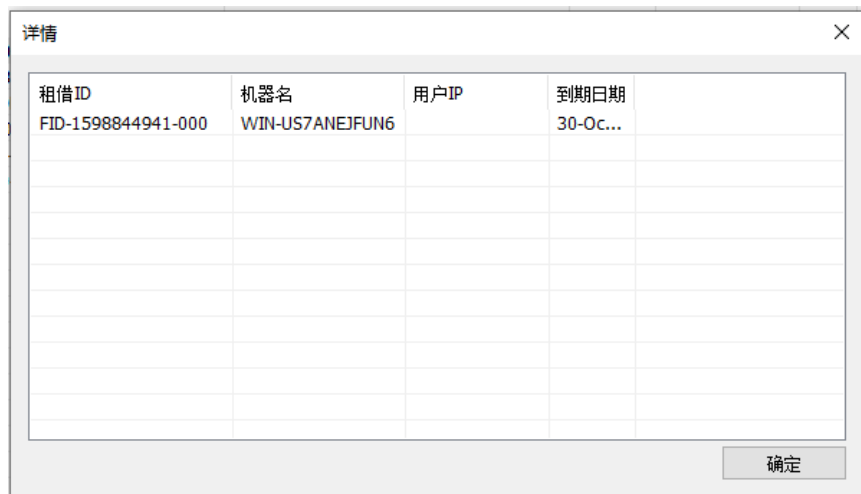 详情
租借ID 机器名 用户IP 到期日期
FID-1598844941-000 WIN-US7ANEJFUN6 30-Oc...
确定